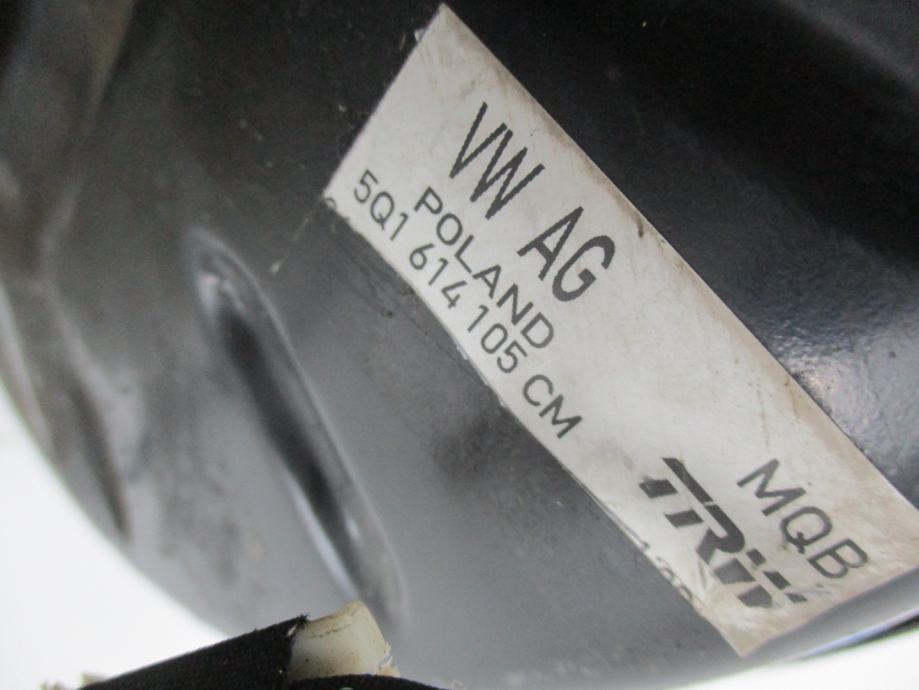 VW AG
POLAND
5Q1 614 105 CM
MQB
TRW